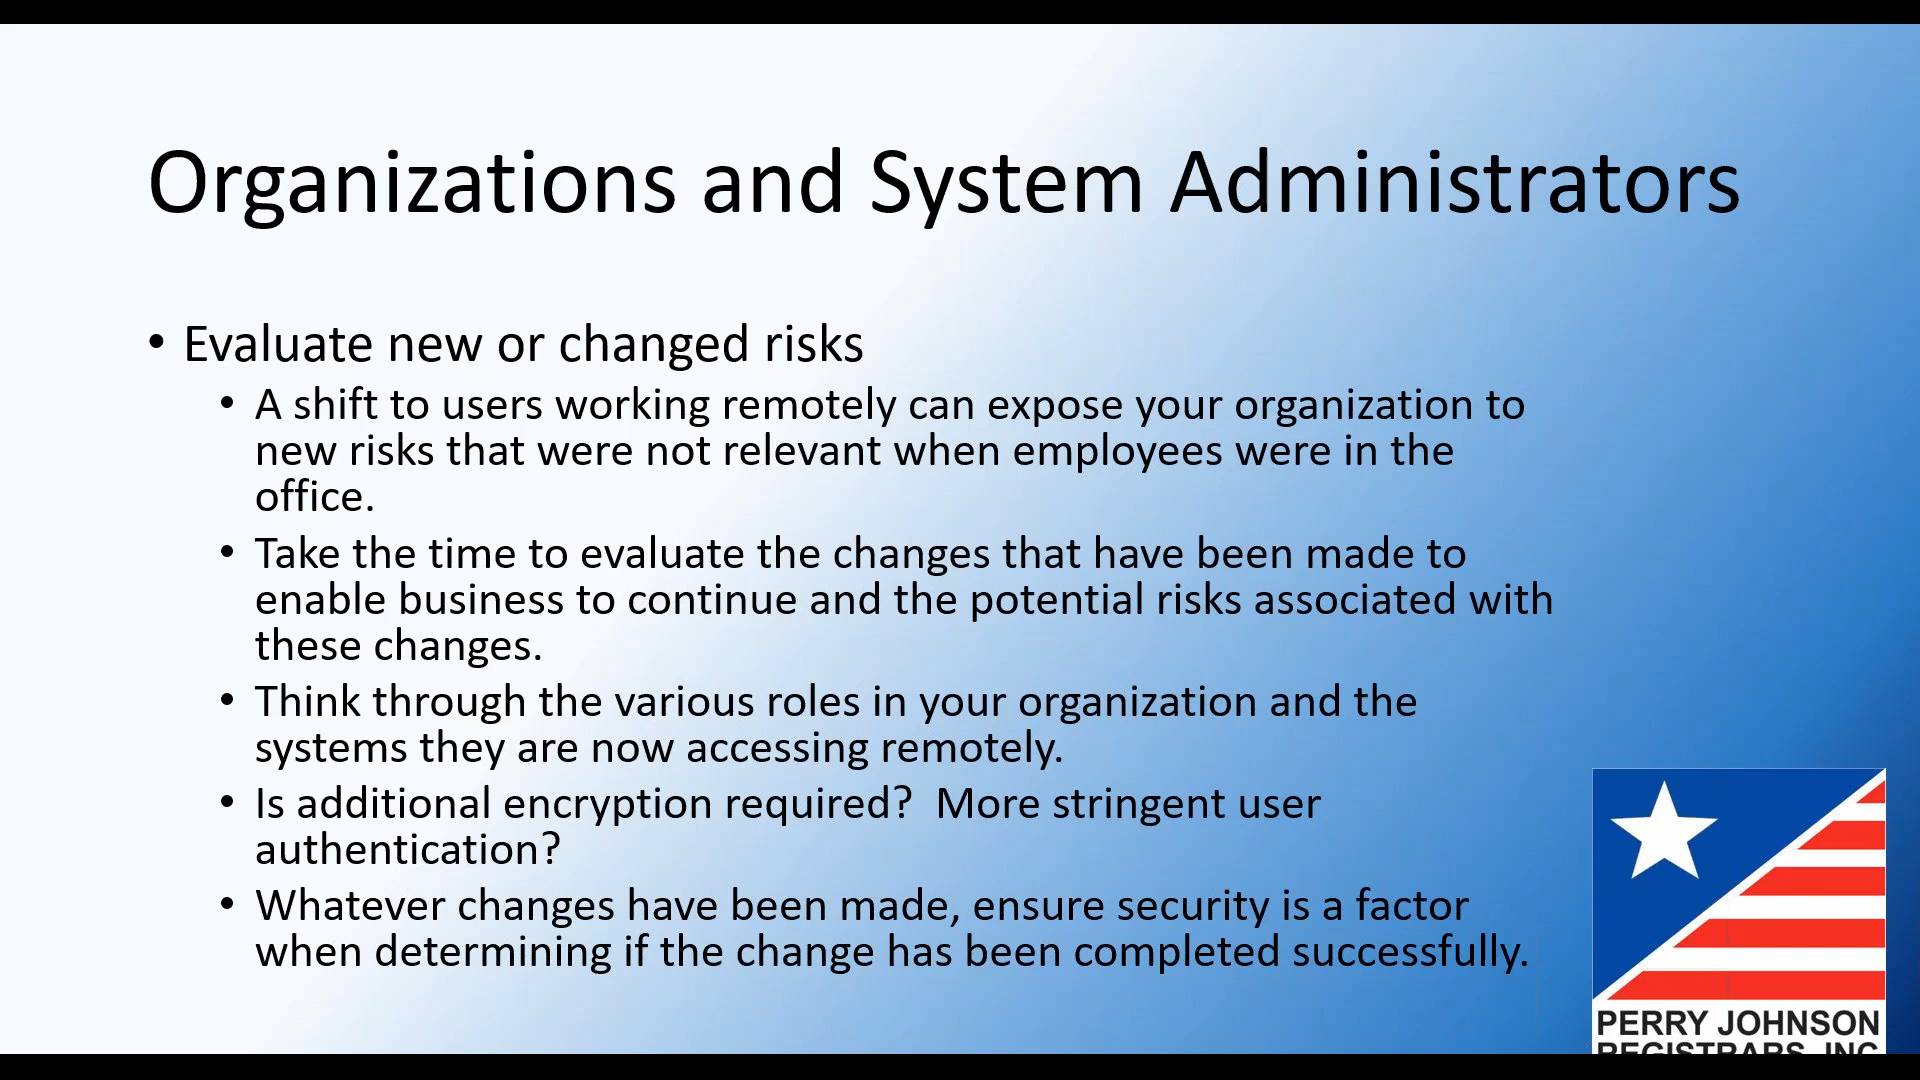 Organizations and System Administrators
• Evaluate new or changed risks
• A shift to users working remotely can expose your organization to
new risks that were not relevant when employees were in the
office.
• Take the time to evaluate the changes that have been made to
enable business to continue and the potential risks associated with
these changes.
• Think through the various roles in your organization and the
systems they are now accessing remotely.
• Is additional encryption required?  More stringent user
authentication?
• Whatever changes have been made, ensure security is a factor
when determining if the change has been completed successfully.
PERRY JOHNSON
REGISTRARS, INC